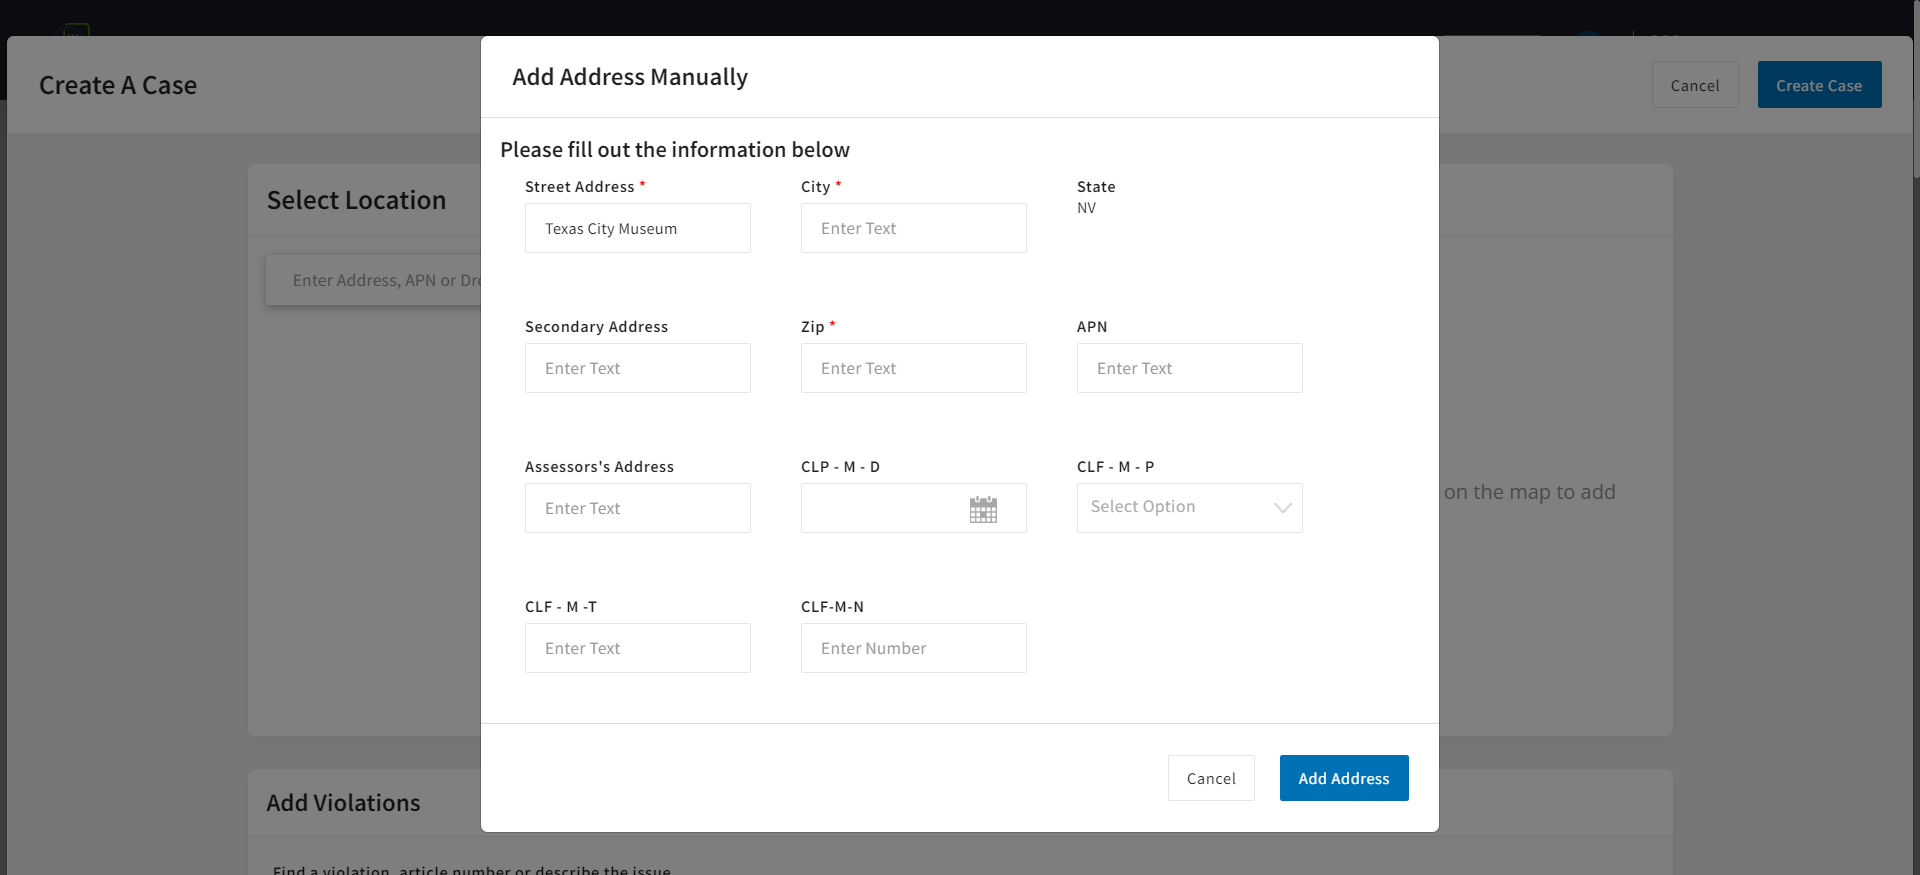 Create A Case
Cancel
Create Case
Select Location
Enter Address, APN or
on the map to add
Add Violations
Find a violation, article number or describe the issue
Add Address Manually
Please fill out the information below
Street Address *
City *
State
Texas City Museum
Enter Text
NV
Secondary Address
Zip *
APN
Enter Text
Enter Text
Enter Text
Assessors's Address
CLP - M - D
CLF - M - P
Enter Text
Select Option
CLF - M -T
CLF-M-N
Enter Text
Enter Number
Cancel
Add Address